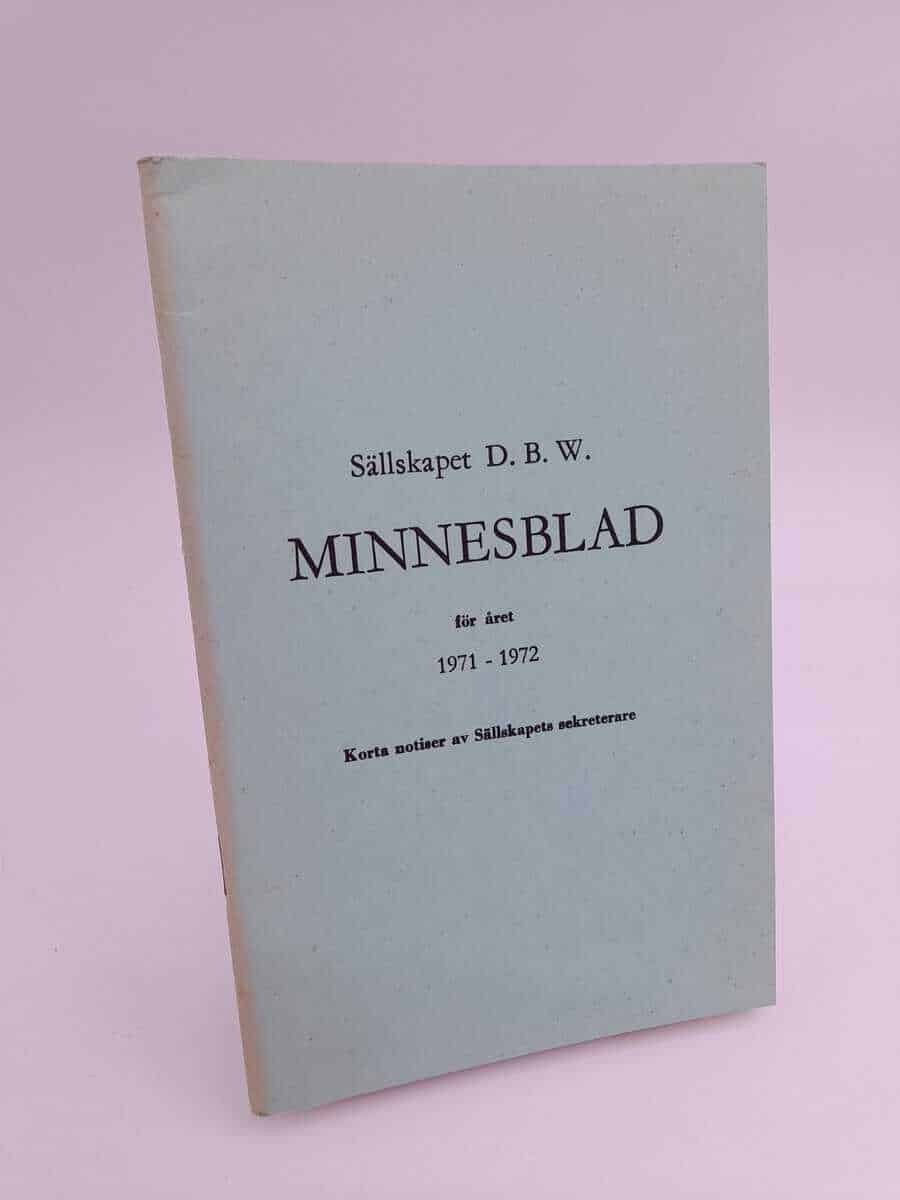 Sällskapet D. B. W.
MINNESBLAD
för året
1971 - 1972
Korta notiser av Sällskapets sekreterare